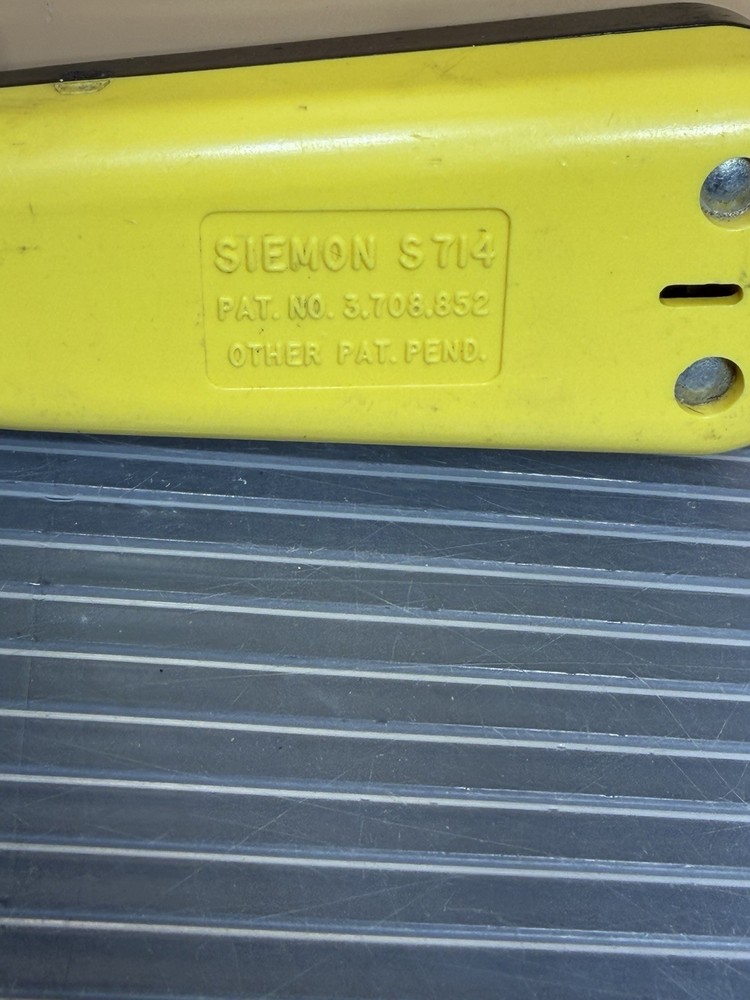 SIEMON S714
PAT. NO. 3,708,852
OTHER PAT. PEND.